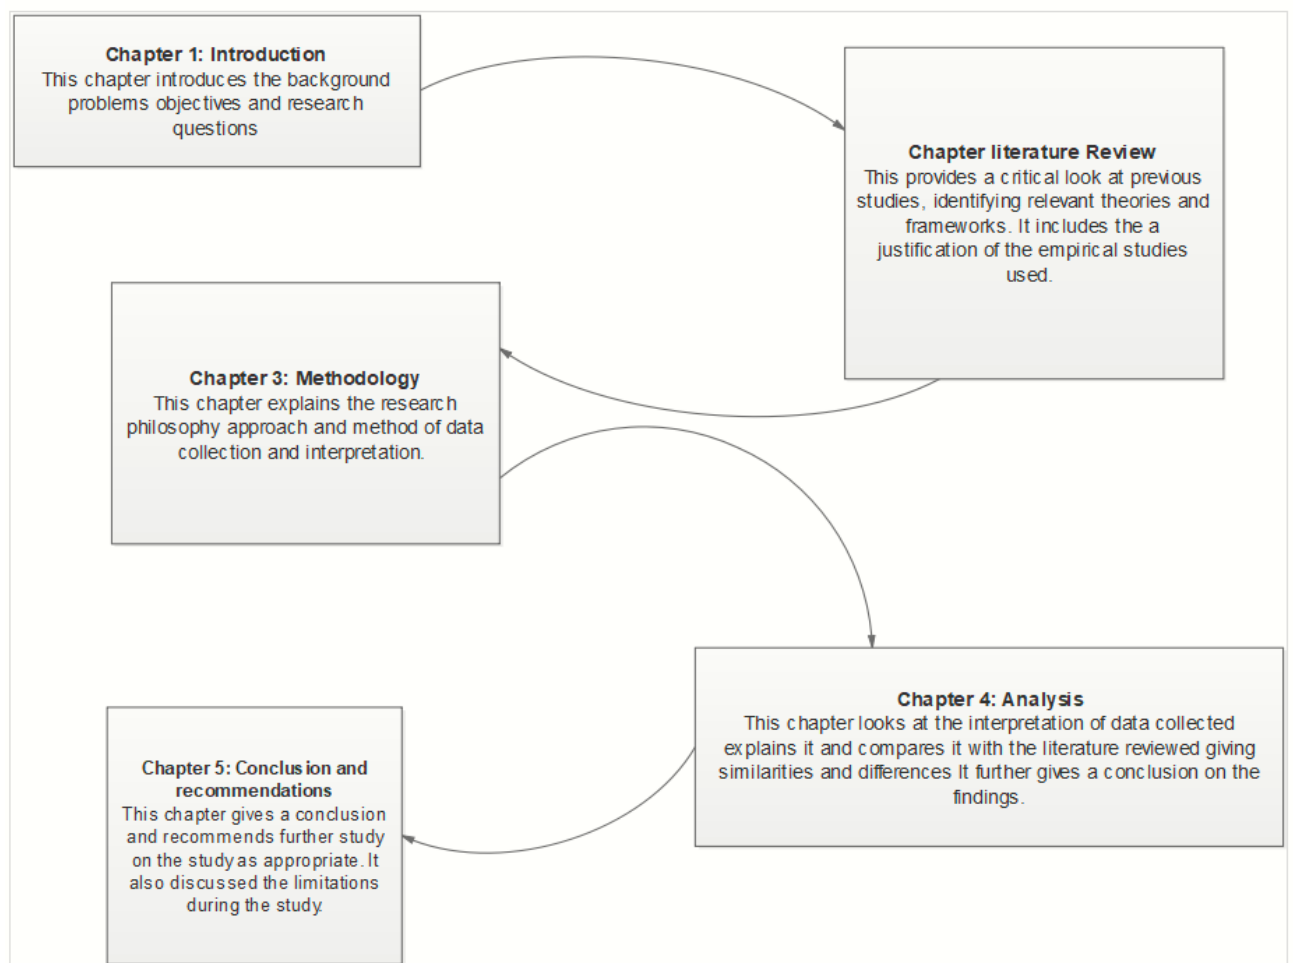 Chapter 1: Introduction
This chapter introduces the background
problems objectives and research
questions
Chapter literature Review
This provides a critical look at previous
studies, identifying relevant theories and
frameworks. It includes the a
justification of the empirical studies
used.
Chapter 3: Methodology
This chapter explains the research
philosophy approach and method of data
collection and interpretation.
Chapter 4: Analysis
This chapter looks at the interpretation of data collected
explains it and compares it with the literature reviewed giving
similarities and differences It further gives a conclusion on the
findings.
Chapter 5: Conclusion and
recommendations
This chapter gives a conclusion
and recommends further study
on the study as appropriate. It
also discussed the limitations
during the study.